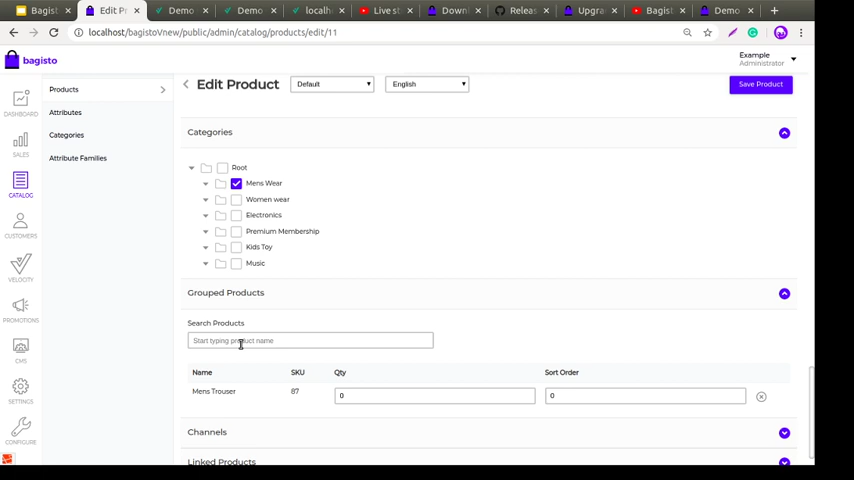 Bagist
Edit Pr
Demo
Demo
localh
Live st
Downl
Releas
Upgra
Bagist
Demo
localhost/bagistoVnew/public/admin/catalog/products/edit/11
bagisto
Example
Administrator
DASHBOARD
SALES
CATALOG
CUSTOMERS
VELOCITY
PROMOTIONS
CMS
SETTINGS
CONFIGURE
Products
Attributes
Categories
Attribute Families
Edit Product
Default
English
Save Product
Categories
Root
Mens Wear
Women wear
Electronics
Premium Membership
Kids Toy
Music
Grouped Products
Search Products
Start typing product name
Name SKU Qty Sort Order
Mens Trouser 87 0 0
Channels
Linked Products